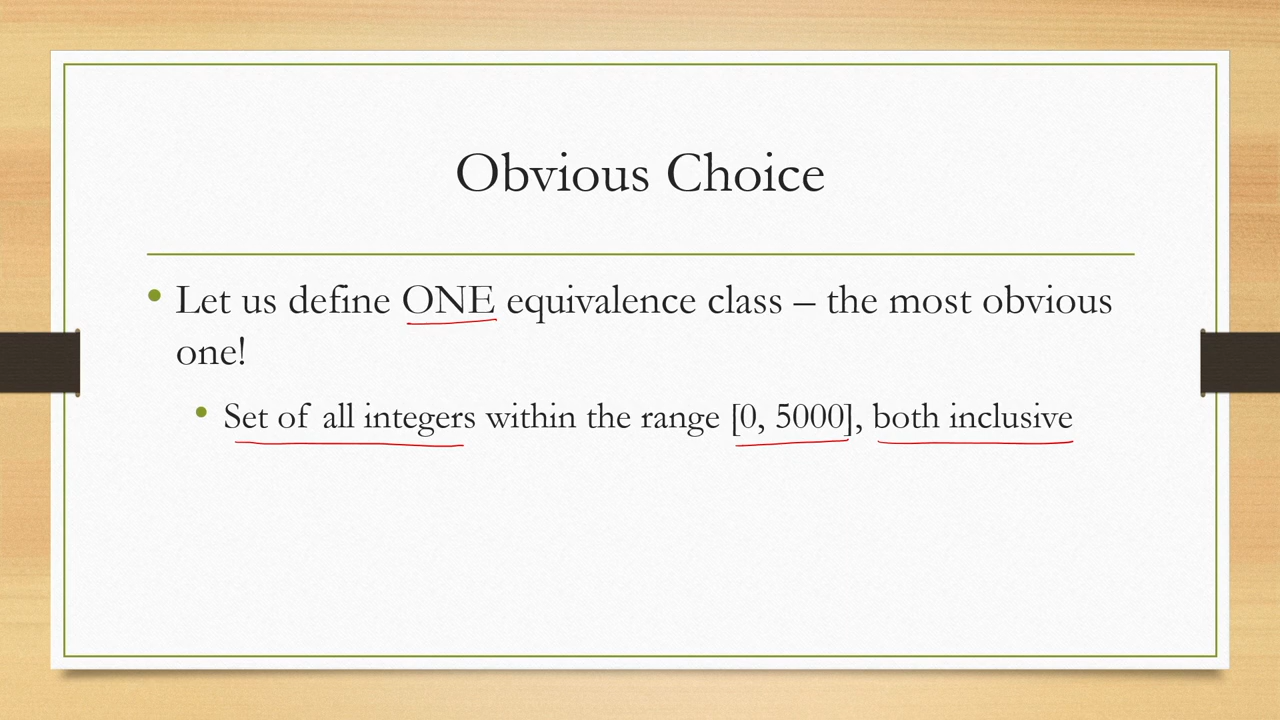 Obvious Choice
• Let us define ONE equivalence class – the most obvious
one!
• Set of all integers within the range [0, 5000], both inclusive